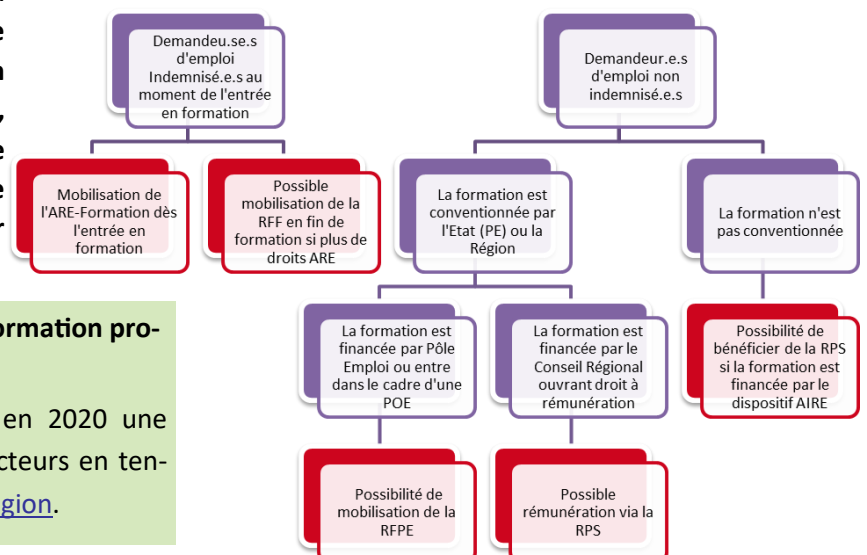 Demandeu.se.s
d'emploi
Indemnisé.e.s au
moment de l'entrée
en formation
Demandeur.e.s
d'emploi non
indemnisé.e.s
Mobilisation de
l'ARE-Formation dès
l'entrée en
formation
Possible
mobilisation de la
RFF en fin de
formation si plus de
droits ARE
La formation est
conventionnée par
l'Etat (PE) ou la
Région
La formation n'est
pas conventionnée
La formation est
financée par Pôle
Emploi ou entre
dans le cadre d'une
POE
La formation est
financée par le
Conseil Régional
ouvrant droit à
rémunération
Possibilité de
bénéficier de la RPS
si la formation est
financée par le
dispositif AIRE
Possibilité de
mobilisation de la
RFPE
Possible
rémunération via la
RPS
ormation pro-
en 2020 une
cteurs en ten-
gion.